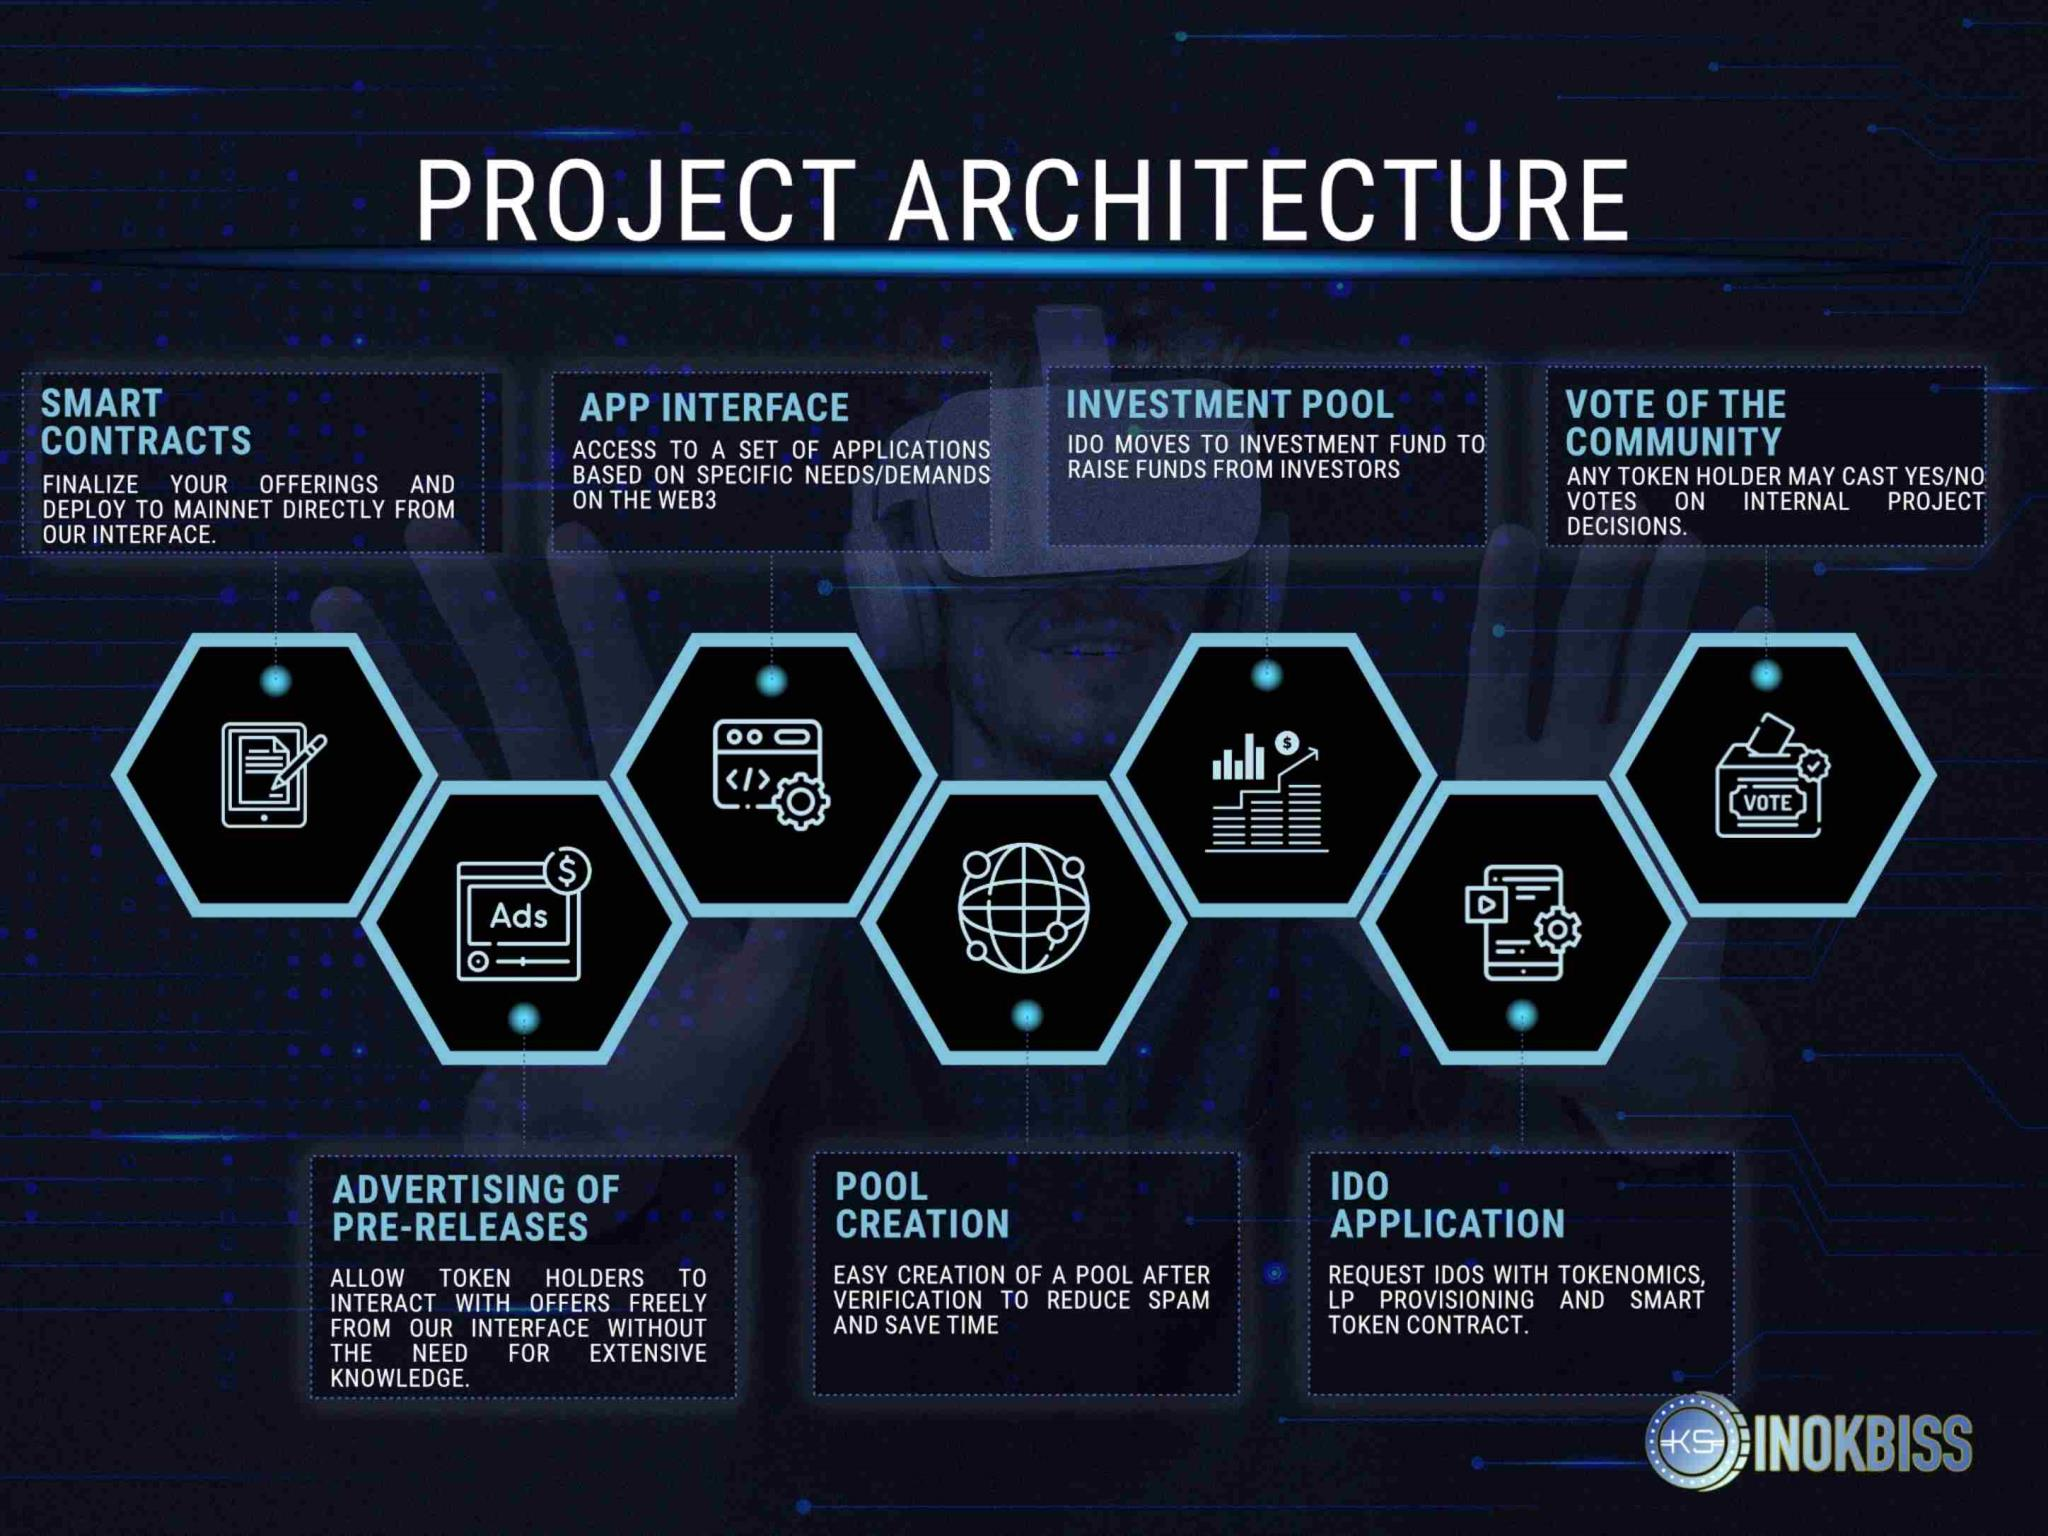 PROJECT ARCHITECTURE
SMART
CONTRACTS
FINALIZE YOUR OFFERINGS AND
DEPLOY TO MAINNET DIRECTLY FROM
OUR INTERFACE.
APP INTERFACE
ACCESS TO A SET OF APPLICATIONS
BASED ON SPECIFIC NEEDS/DEMANDS
ON THE WEB3
INVESTMENT POOL
IDO MOVES TO INVESTMENT FUND TO
RAISE FUNDS FROM INVESTORS
VOTE OF THE
COMMUNITY
ANY TOKEN HOLDER MAY CAST YES/NO
VOTES ON INTERNAL PROJECT
DECISIONS.
</>
$
VOTE
$
Ads
ADVERTISING OF
PRE-RELEASES
ALLOW TOKEN HOLDERS TO
INTERACT WITH OFFERS FREELY
FROM OUR INTERFACE WITHOUT
THE NEED FOR EXTENSIVE
KNOWLEDGE.
POOL
CREATION
EASY CREATION OF A POOL AFTER
VERIFICATION TO REDUCE SPAM
AND SAVE TIME
IDO
APPLICATION
REQUEST IDOS WITH TOKENOMICS,
LP PROVISIONING AND SMART
TOKEN CONTRACT.
KS INOKBISS